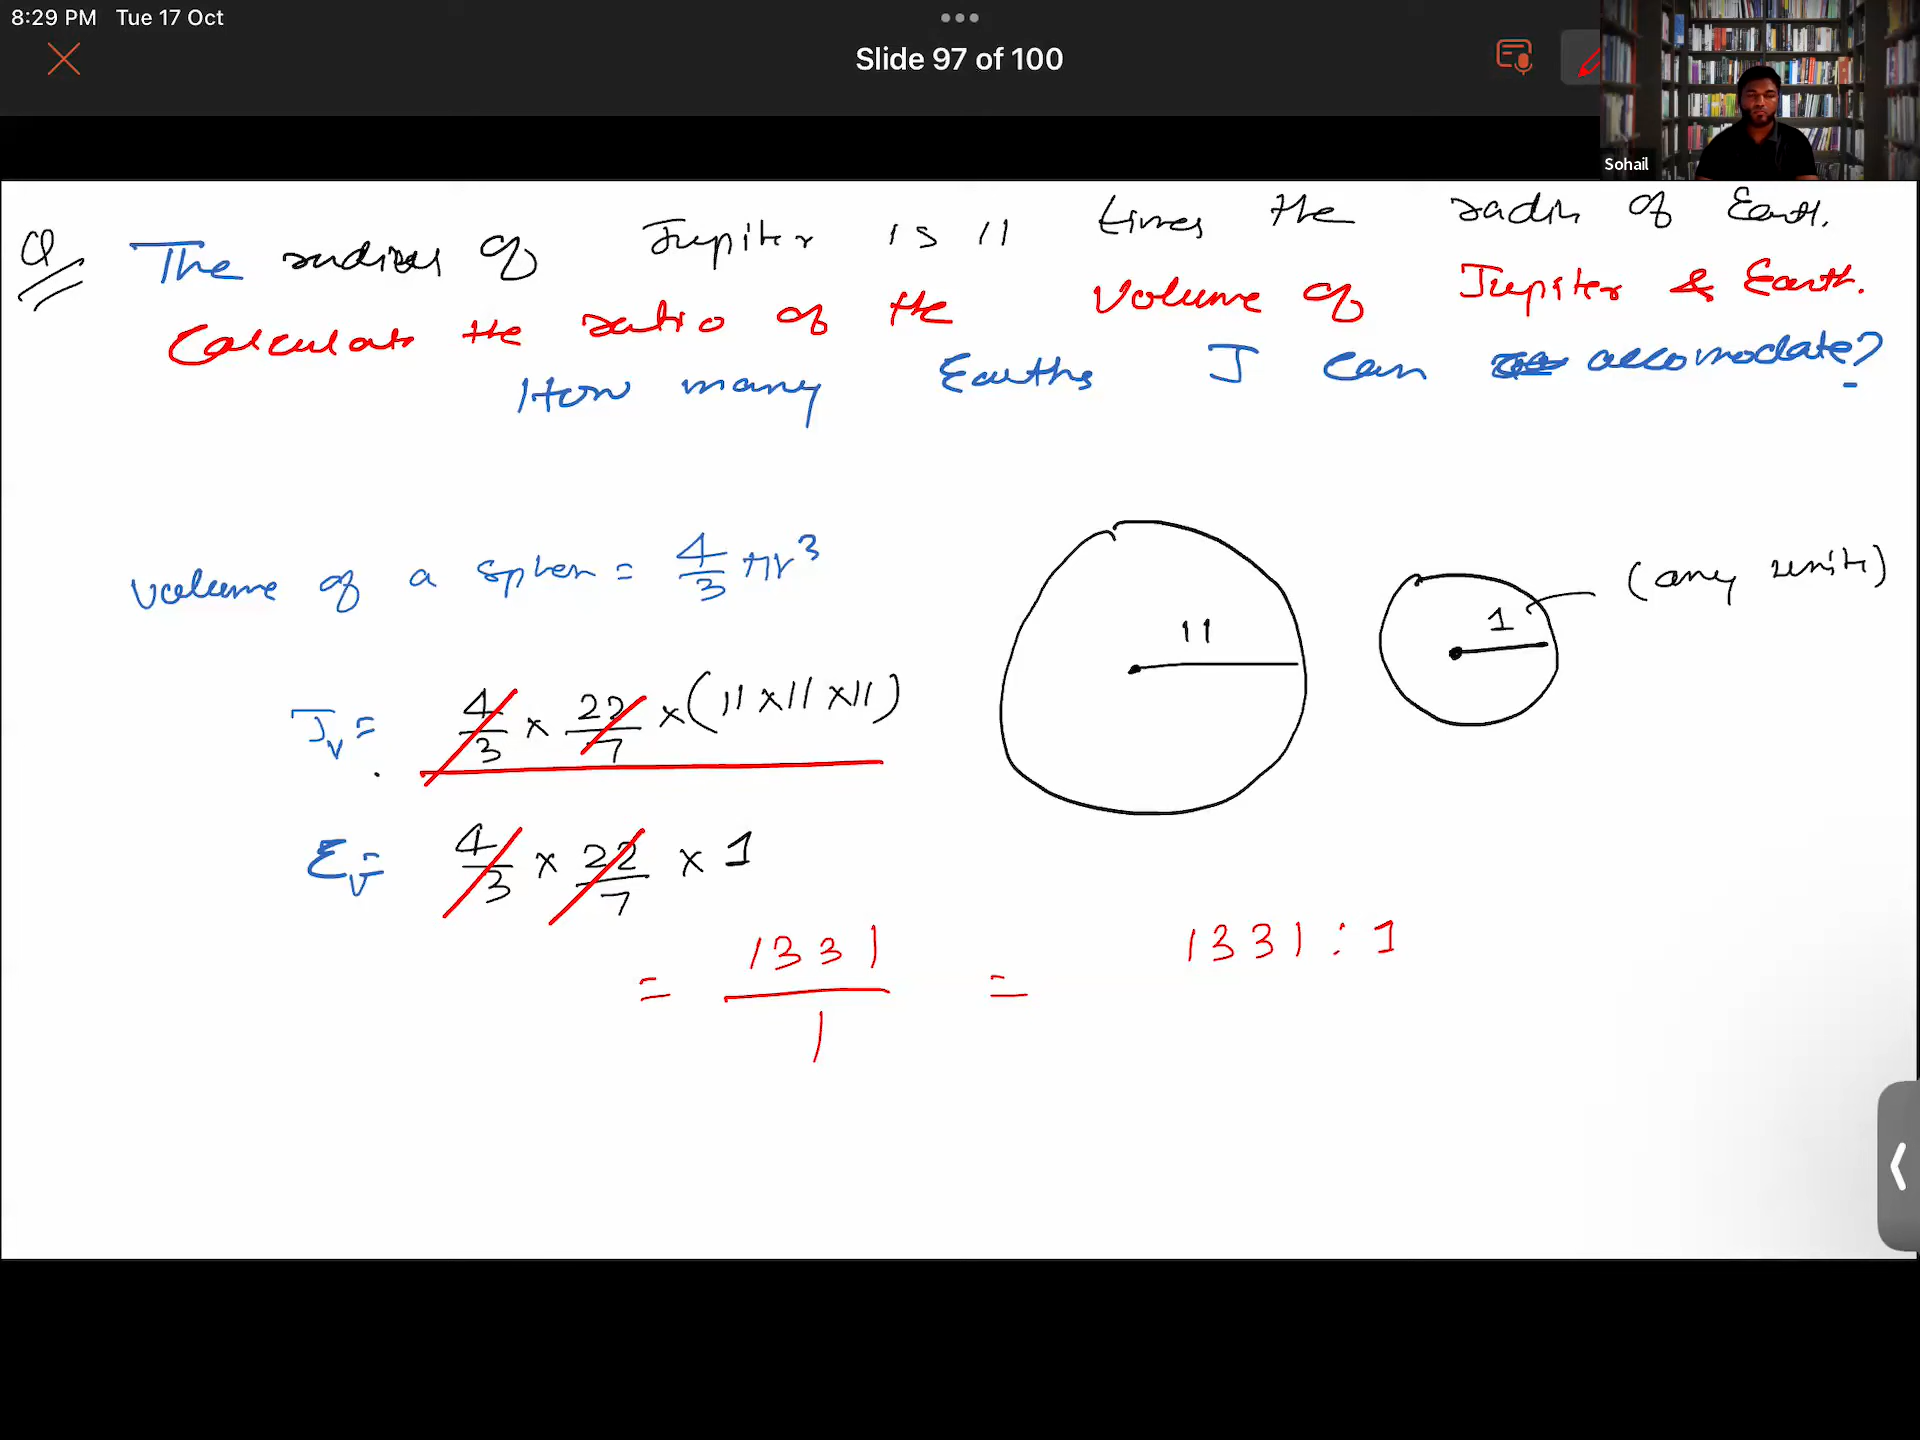 8:29 PM Tue 17 Oct
Slide 97 of 100
Sohail
Q The radius of Jupiter is 11 times the radius of Earth.
Calculate the ratio of the Volume of Jupiter & Earth.
How many Earths J can accomodate?
volume of a spher = 4/3 πr³
11
1
(any unit)
Jv = 4/3 × 22/7 × (11×11×11)
Ev = 4/3 × 22/7 × 1
= 1331/1 = 1331 : 1